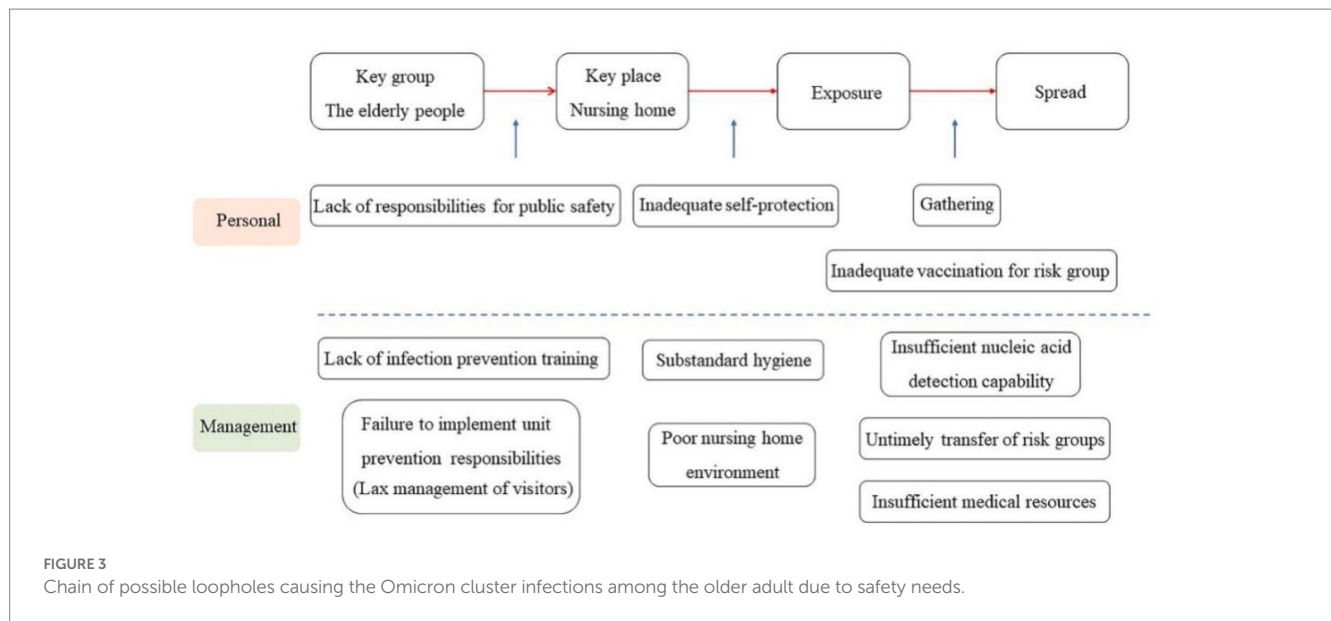 Key group
The elderly people
Key place
Nursing home
Exposure
Spread
Personal
Lack of responsibilities for public safety
Inadequate self-protection
Gathering
Inadequate vaccination for risk group
Management
Lack of infection prevention training
Substandard hygiene
Insufficient nucleic acid
detection capability
Failure to implement unit
prevention responsibilities
(Lax management of visitors)
Poor nursing home
environment
Untimely transfer of risk groups
Insufficient medical resources
FIGURE 3
Chain of possible loopholes causing the Omicron cluster infections among the older adult due to safety needs.